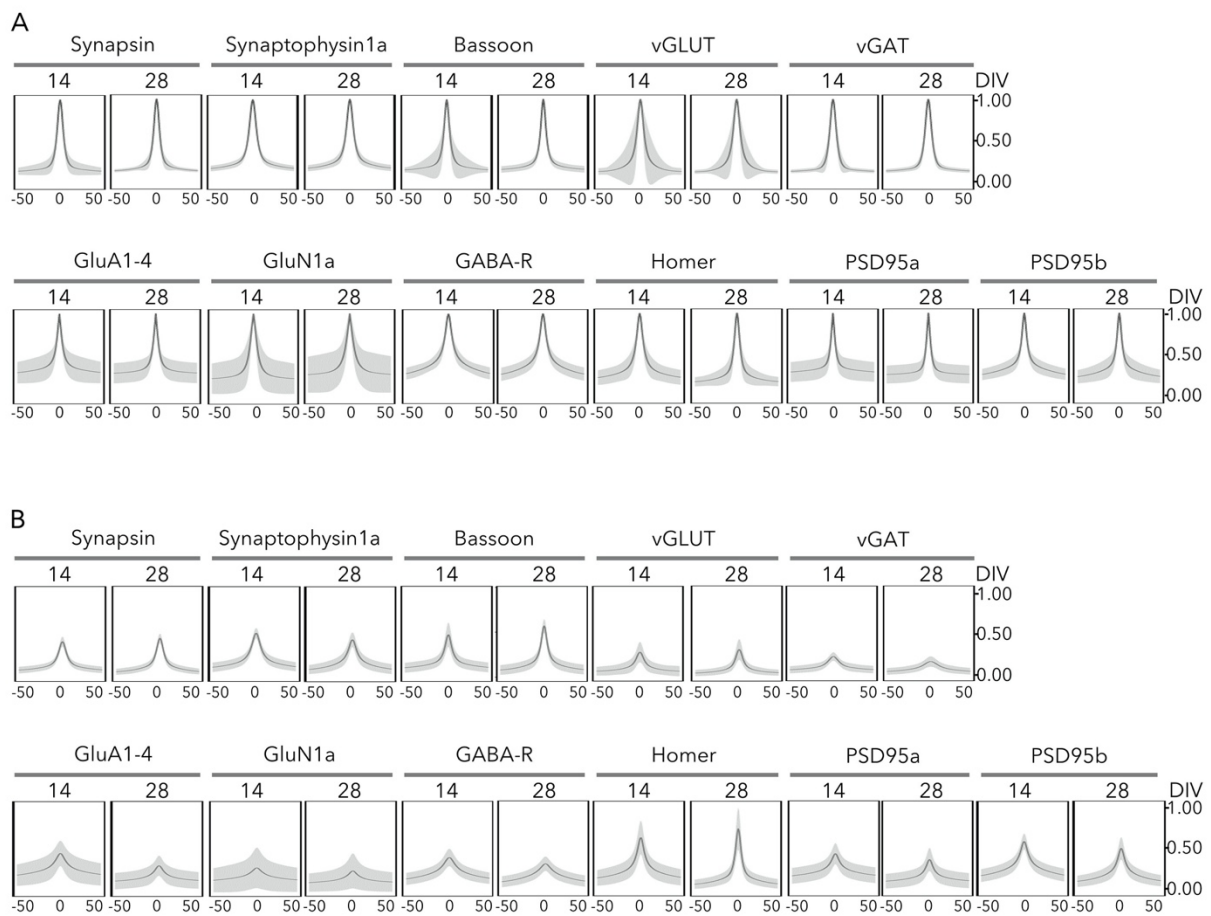 A
Synapsin Synaptophysin1a Bassoon vGLUT vGAT
14 28 14 28 14 28 14 28 14 28 DIV
1.00
0.50
0.00
-50 0 50 -50 0 50 -50 0 50 -50 0 50 -50 0 50 -50 0 50 -50 0 50 -50 0 50 -50 0 50 -50 0 50
GluA1-4 GluN1a GABA-R Homer PSD95a PSD95b
14 28 14 28 14 28 14 28 14 28 14 28 DIV
1.00
0.50
0.00
-50 0 50 -50 0 50 -50 0 50 -50 0 50 -50 0 50 -50 0 50 -50 0 50 -50 0 50 -50 0 50 -50 0 50 -50 0 50 -50 0 50
B
Synapsin Synaptophysin1a Bassoon vGLUT vGAT
14 28 14 28 14 28 14 28 14 28 DIV
1.00
0.50
0.00
-50 0 50 -50 0 50 -50 0 50 -50 0 50 -50 0 50 -50 0 50 -50 0 50 -50 0 50 -50 0 50 -50 0 50
GluA1-4 GluN1a GABA-R Homer PSD95a PSD95b
14 28 14 28 14 28 14 28 14 28 14 28 DIV
1.00
0.50
0.00
-50 0 50 -50 0 50 -50 0 50 -50 0 50 -50 0 50 -50 0 50 -50 0 50 -50 0 50 -50 0 50 -50 0 50 -50 0 50 -50 0 50